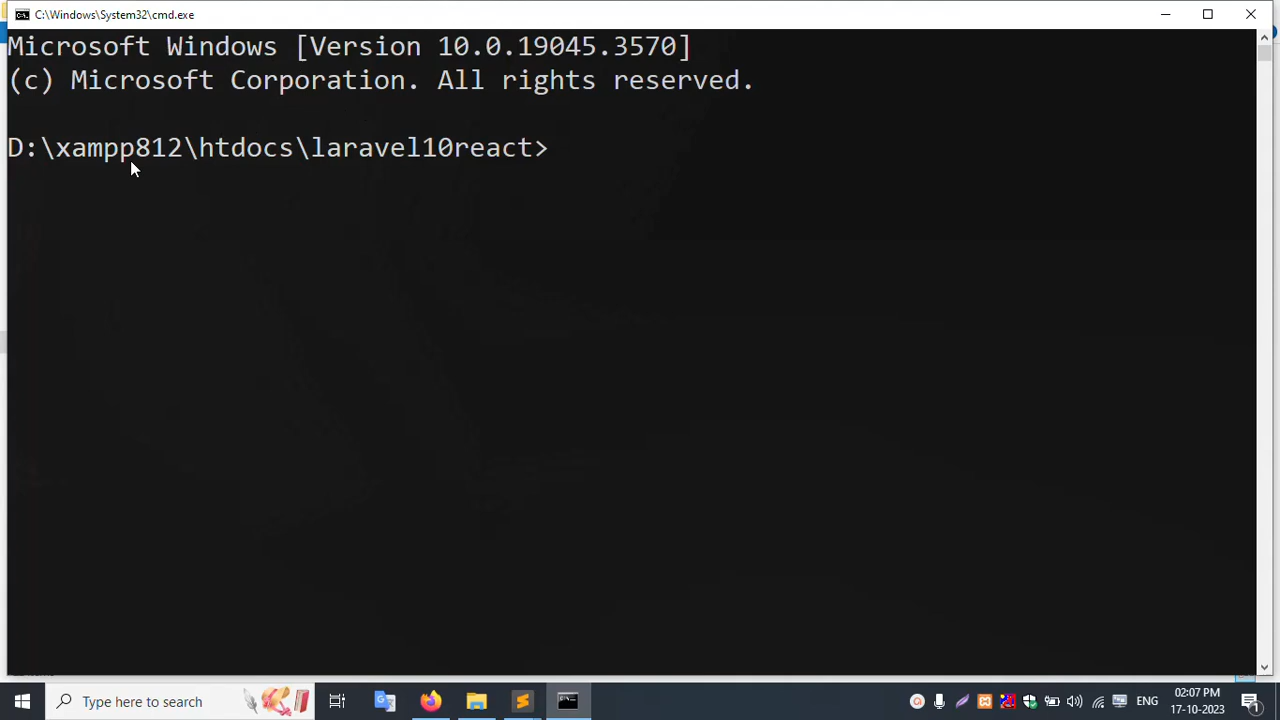 C:\Windows\System32\cmd.exe
Microsoft Windows [Version 10.0.19045.3570]
(c) Microsoft Corporation. All rights reserved.
D:\xampp812\htdocs\laravel10react>
Type here to search
ENG
02:07 PM
17-10-2023
1